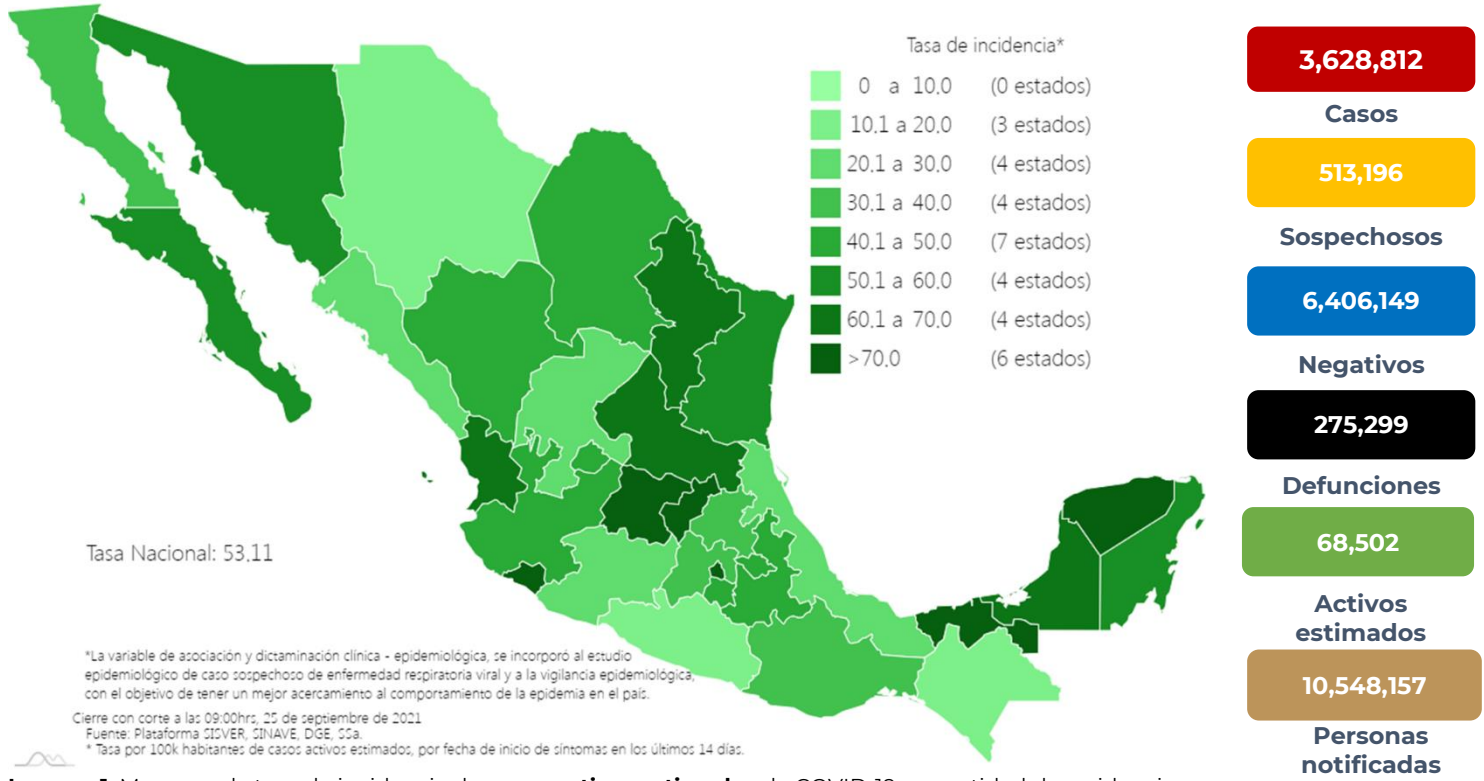 Tasa de incidencia*
0 a 10,0 (0 estados)
10,1 a 20,0 (3 estados)
20,1 a 30,0 (4 estados)
30,1 a 40,0 (4 estados)
40,1 a 50,0 (7 estados)
50,1 a 60,0 (4 estados)
60,1 a 70,0 (4 estados)
>70,0 (6 estados)
Tasa Nacional: 53,11
*La variable de asociación y dictaminación clínica - epidemiológica, se incorporó al estudio
epidemiológico de caso sospechoso de enfermedad respiratoria viral y a la vigilancia epidemiológica,
con el objetivo de tener un mejor acercamiento al comportamiento de la epidemia en el país.
Cierre con corte a las 09:00hrs, 25 de septiembre de 2021
Fuente: Plataforma SISVER, SINAVE, DGE, SSa.
* Tasa por 100k habitantes de casos activos estimados, por fecha de inicio de síntomas en los últimos 14 días.
3,628,812
Casos
513,196
Sospechosos
6,406,149
Negativos
275,299
Defunciones
68,502
Activos
estimados
10,548,157
Personas
notificadas